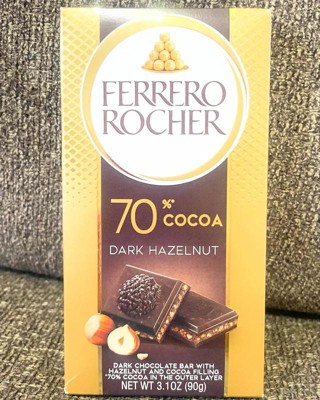 FERRERO
ROCHER
70%* COCOA
DARK HAZELNUT
DARK CHOCOLATE BAR WITH
HAZELNUT AND COCOA FILLING
*70% COCOA IN THE OUTER LAYER
NET WT 3.1OZ (90g)